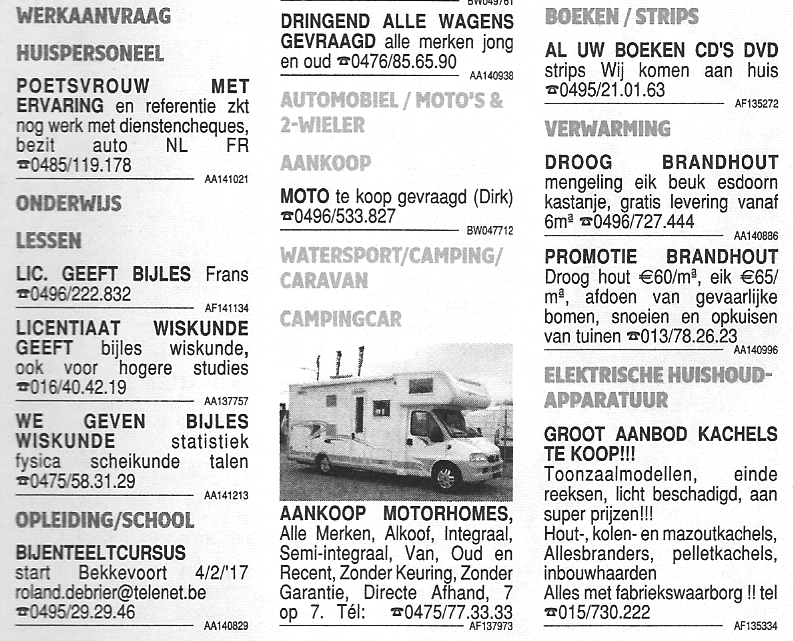 WERKAANVRAAG
HUISPERSONEEL
POETSVROUW MET
ERVARING en referentie zkt
nog werk met dienstencheques,
bezit auto NL FR
☎0485/119.178
AA141021
ONDERWIJS
LESSEN
LIC. GEEFT BIJLES Frans
☎0496/222.832
AF141134
LICENTIAAT WISKUNDE
GEEFT bijles wiskunde,
ook voor hogere studies
☎016/40.42.19
AA137757
WE GEVEN BIJLES
WISKUNDE statistiek
fysica scheikunde talen
☎0475/58.31.29
AA141213
OPLEIDING/SCHOOL
BIJENTEELTCURSUS
start Bekkevoort 4/2/'17
roland.debrier@telenet.be
☎0495/29.29.46
AA140829
BW049761
DRINGEND ALLE WAGENS
GEVRAAGD alle merken jong
en oud ☎0476/85.65.90
AA140938
AUTOMOBIEL / MOTO'S &
2-WIELER
AANKOOP
MOTO te koop gevraagd (Dirk)
☎0496/533.827
BW047712
WATERSPORT/CAMPING/
CARAVAN
CAMPINGCAR
AANKOOP MOTORHOMES,
Alle Merken, Alkoof, Integraal,
Semi-integraal, Van, Oud en
Recent, Zonder Keuring, Zonder
Garantie, Directe Afhand, 7
op 7. Tél: ☎0475/77.33.33
AF137973
BOEKEN / STRIPS
AL UW BOEKEN CD'S DVD
strips Wij komen aan huis
☎0495/21.01.63
AF135272
VERWARMING
DROOG BRANDHOUT
mengeling eik beuk esdoorn
kastanje, gratis levering vanaf
6mª ☎0496/727.444
AA140886
PROMOTIE BRANDHOUT
Droog hout €60/mª, eik €65/
mª, afdoen van gevaarlijke
bomen, snoeien en opkuisen
van tuinen ☎013/78.26.23
AA140996
ELEKTRISCHE HUISHOUD-
APPARATUUR
GROOT AANBOD KACHELS
TE KOOP!!!
Toonzaalmodellen, einde
reeksen, licht beschadigd, aan
super prijzen!!!
Hout-, kolen- en mazoutkachels,
Allesbranders, pelletkachels,
inbouwhaarden
Alles met fabriekswaarborg !! tel
☎015/730.222
AF135334